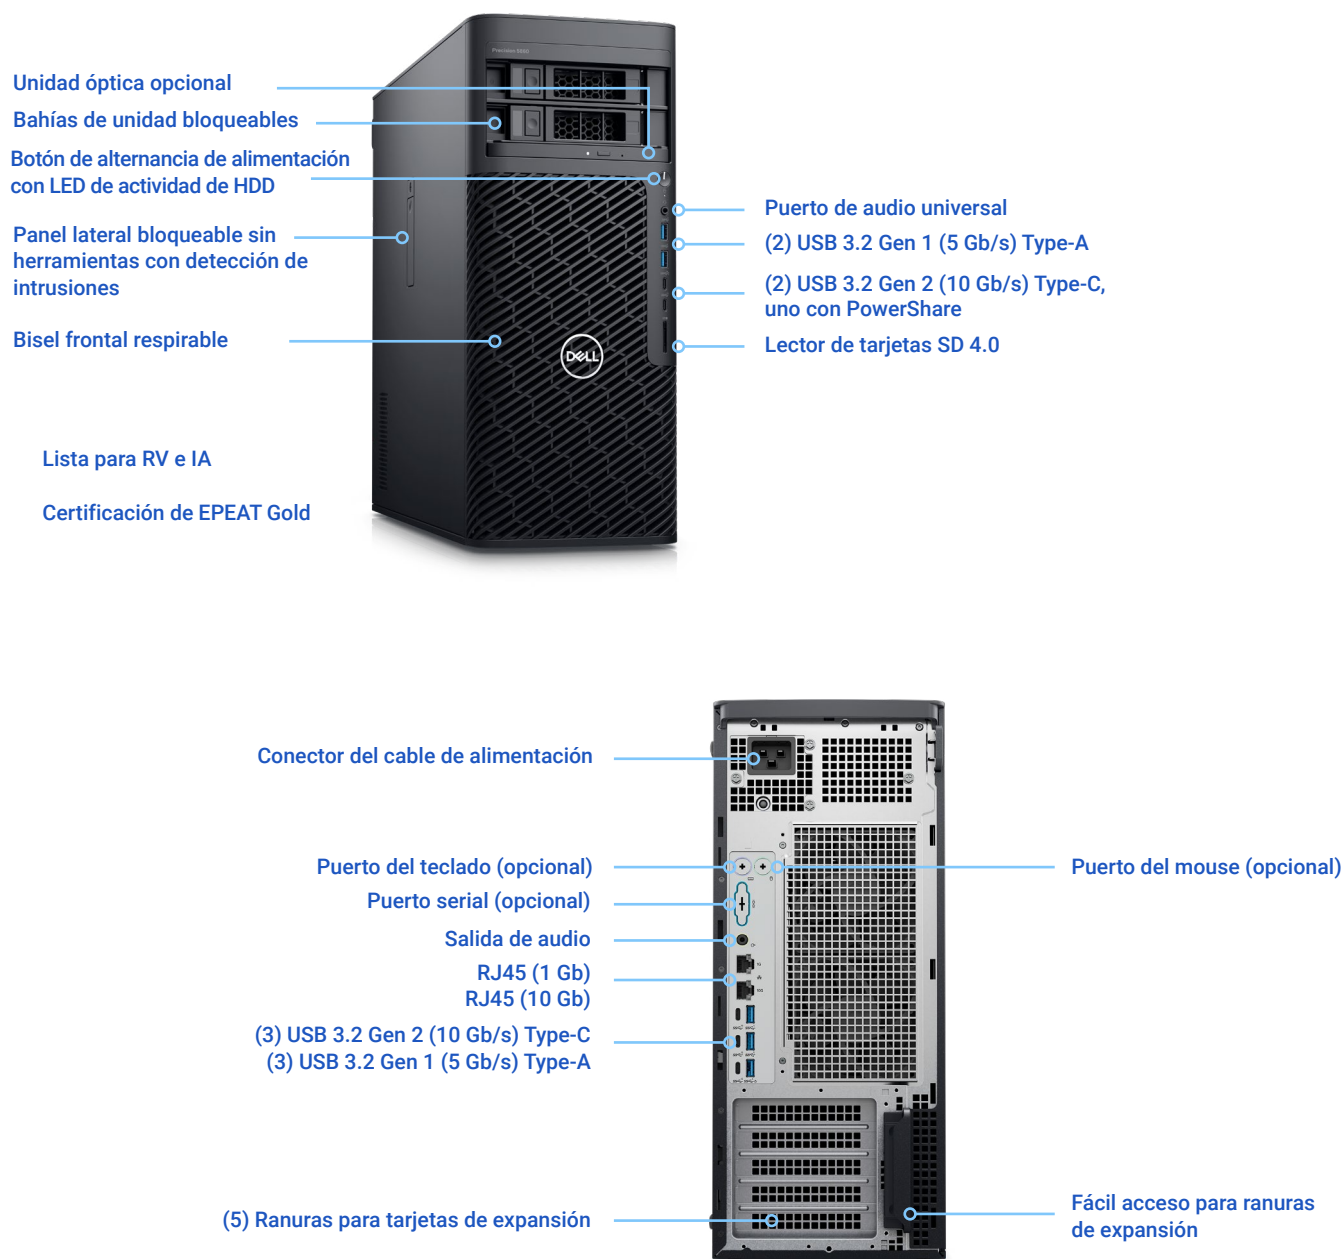 Precision 5860
Unidad óptica opcional
Bahías de unidad bloqueables
Botón de alternancia de alimentación
con LED de actividad de HDD
Panel lateral bloqueable sin
herramientas con detección de
intrusiones
Bisel frontal respirable
Lista para RV e IA
Certificación de EPEAT Gold
DELL
Puerto de audio universal
(2) USB 3.2 Gen 1 (5 Gb/s) Type-A
(2) USB 3.2 Gen 2 (10 Gb/s) Type-C,
uno con PowerShare
Lector de tarjetas SD 4.0
Conector del cable de alimentación
Puerto del teclado (opcional)
Puerto serial (opcional)
Salida de audio
RJ45 (1 Gb)
RJ45 (10 Gb)
(3) USB 3.2 Gen 2 (10 Gb/s) Type-C
(3) USB 3.2 Gen 1 (5 Gb/s) Type-A
(5) Ranuras para tarjetas de expansión
Puerto del mouse (opcional)
Fácil acceso para ranuras
de expansión